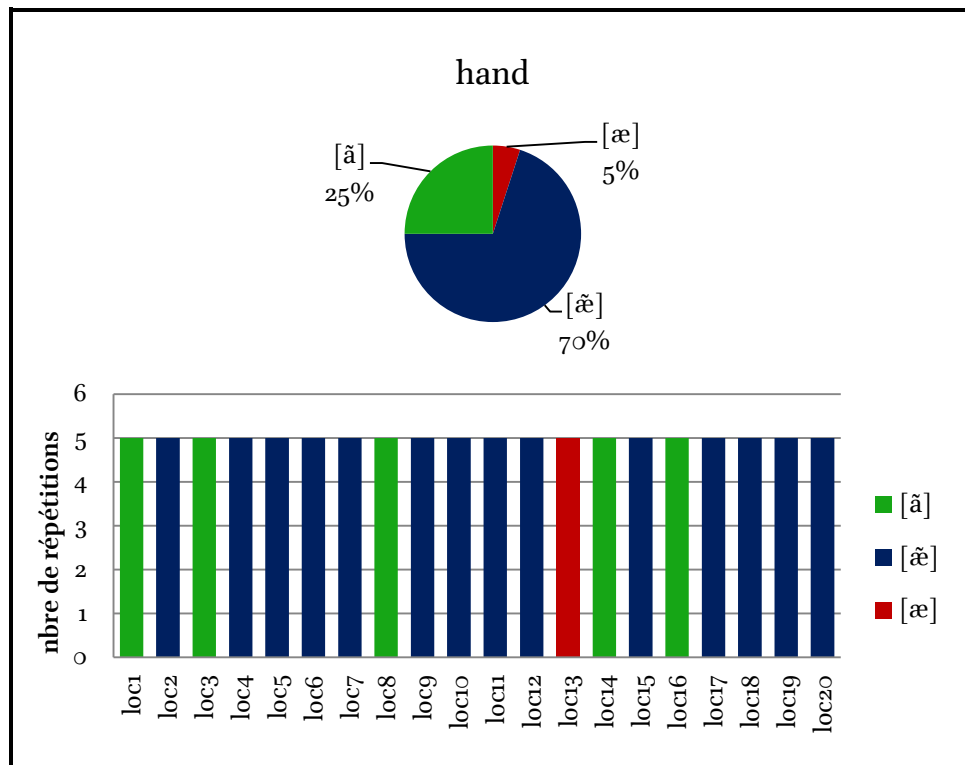 hand
[ã]
25%
[æ]
5%
[æ̃]
70%
nbre de répétitions
6
5
4
3
2
1
0
loc1
loc2
loc3
loc4
loc5
loc6
loc7
loc8
loc9
loc10
loc11
loc12
loc13
loc14
loc15
loc16
loc17
loc18
loc19
loc20
[ã]
[æ̃]
[æ]